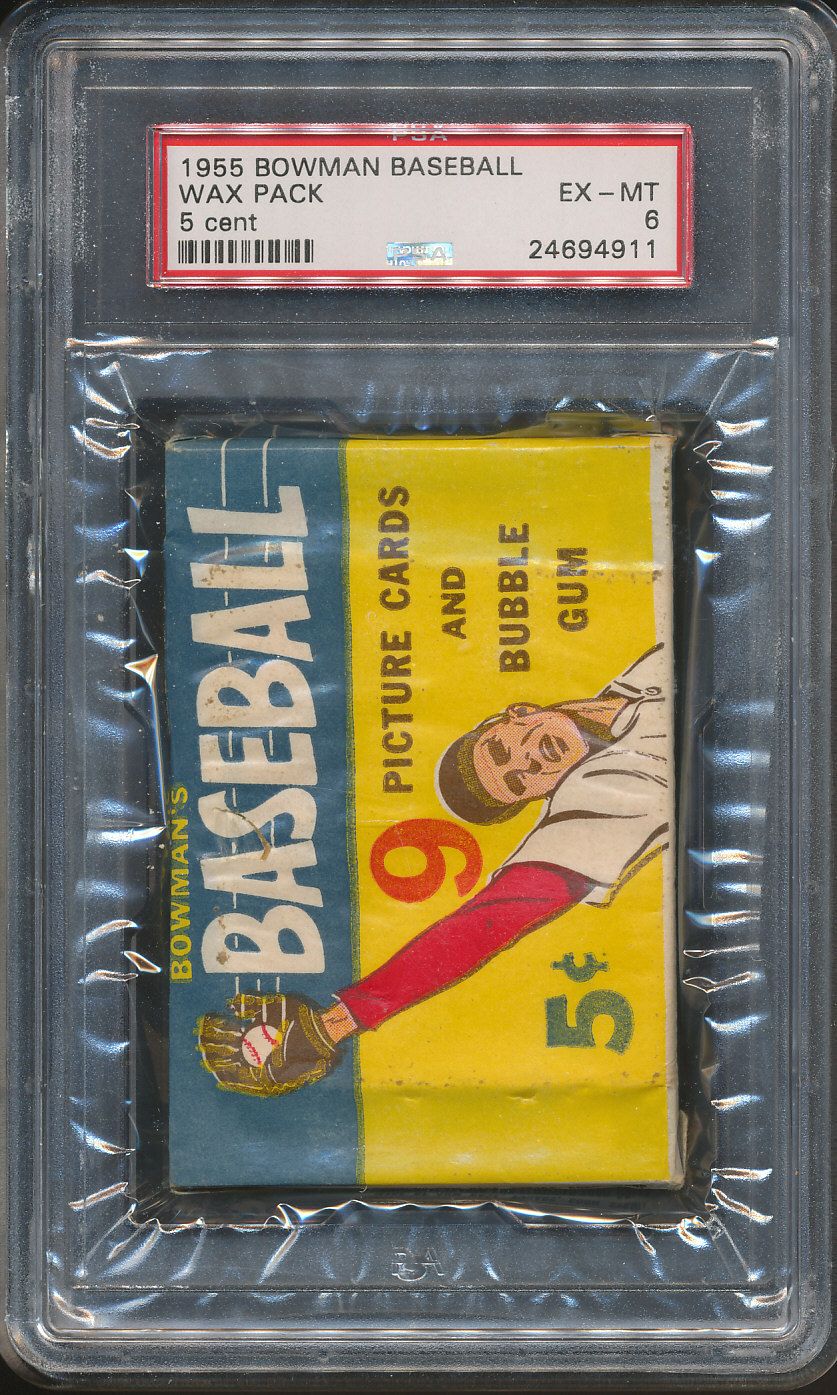 PSA
1955 BOWMAN BASEBALL
WAX PACK EX - MT
5 cent 6
24694911
PSA
BOWMAN'S
BASEBALL
9 PICTURE CARDS
AND
BUBBLE
GUM
5¢
PSA